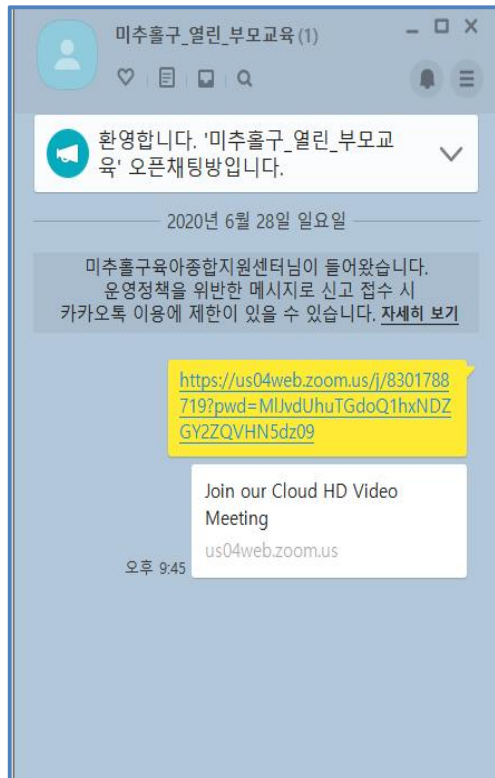 미추홀구_열린_부모교육 (1)
환영합니다. '미추홀구_열린_부모교
육' 오픈채팅방입니다.
2020년 6월 28일 일요일
미추홀구육아종합지원센터님이 들어왔습니다.
운영정책을 위반한 메시지로 신고 접수 시
카카오톡 이용에 제한이 있을 수 있습니다. 자세히 보기
https://us04web.zoom.us/j/8301788
719?pwd=MlJvdUhuTGdoQ1hxNDZ
GY2ZQVHN5dz09
Join our Cloud HD Video
Meeting
us04web.zoom.us
오후 9:45